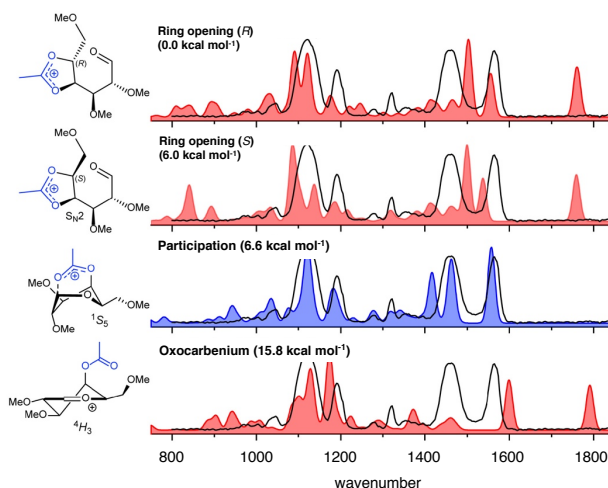 MeO
O
(R)
O
O
OMe
OMe
Ring opening (R)
(0.0 kcal mol-1)
MeO
O
(S)
O
O
OMe
SN2
OMe
Ring opening (S)
(6.0 kcal mol-1)
O
O
MeO
O
OMe
OMe
1S5
Participation (6.6 kcal mol-1)
O
O
OMe
MeO
O
MeO
4H3
Oxocarbenium (15.8 kcal mol-1)
800 1000 1200 1400 1600 1800
wavenumber